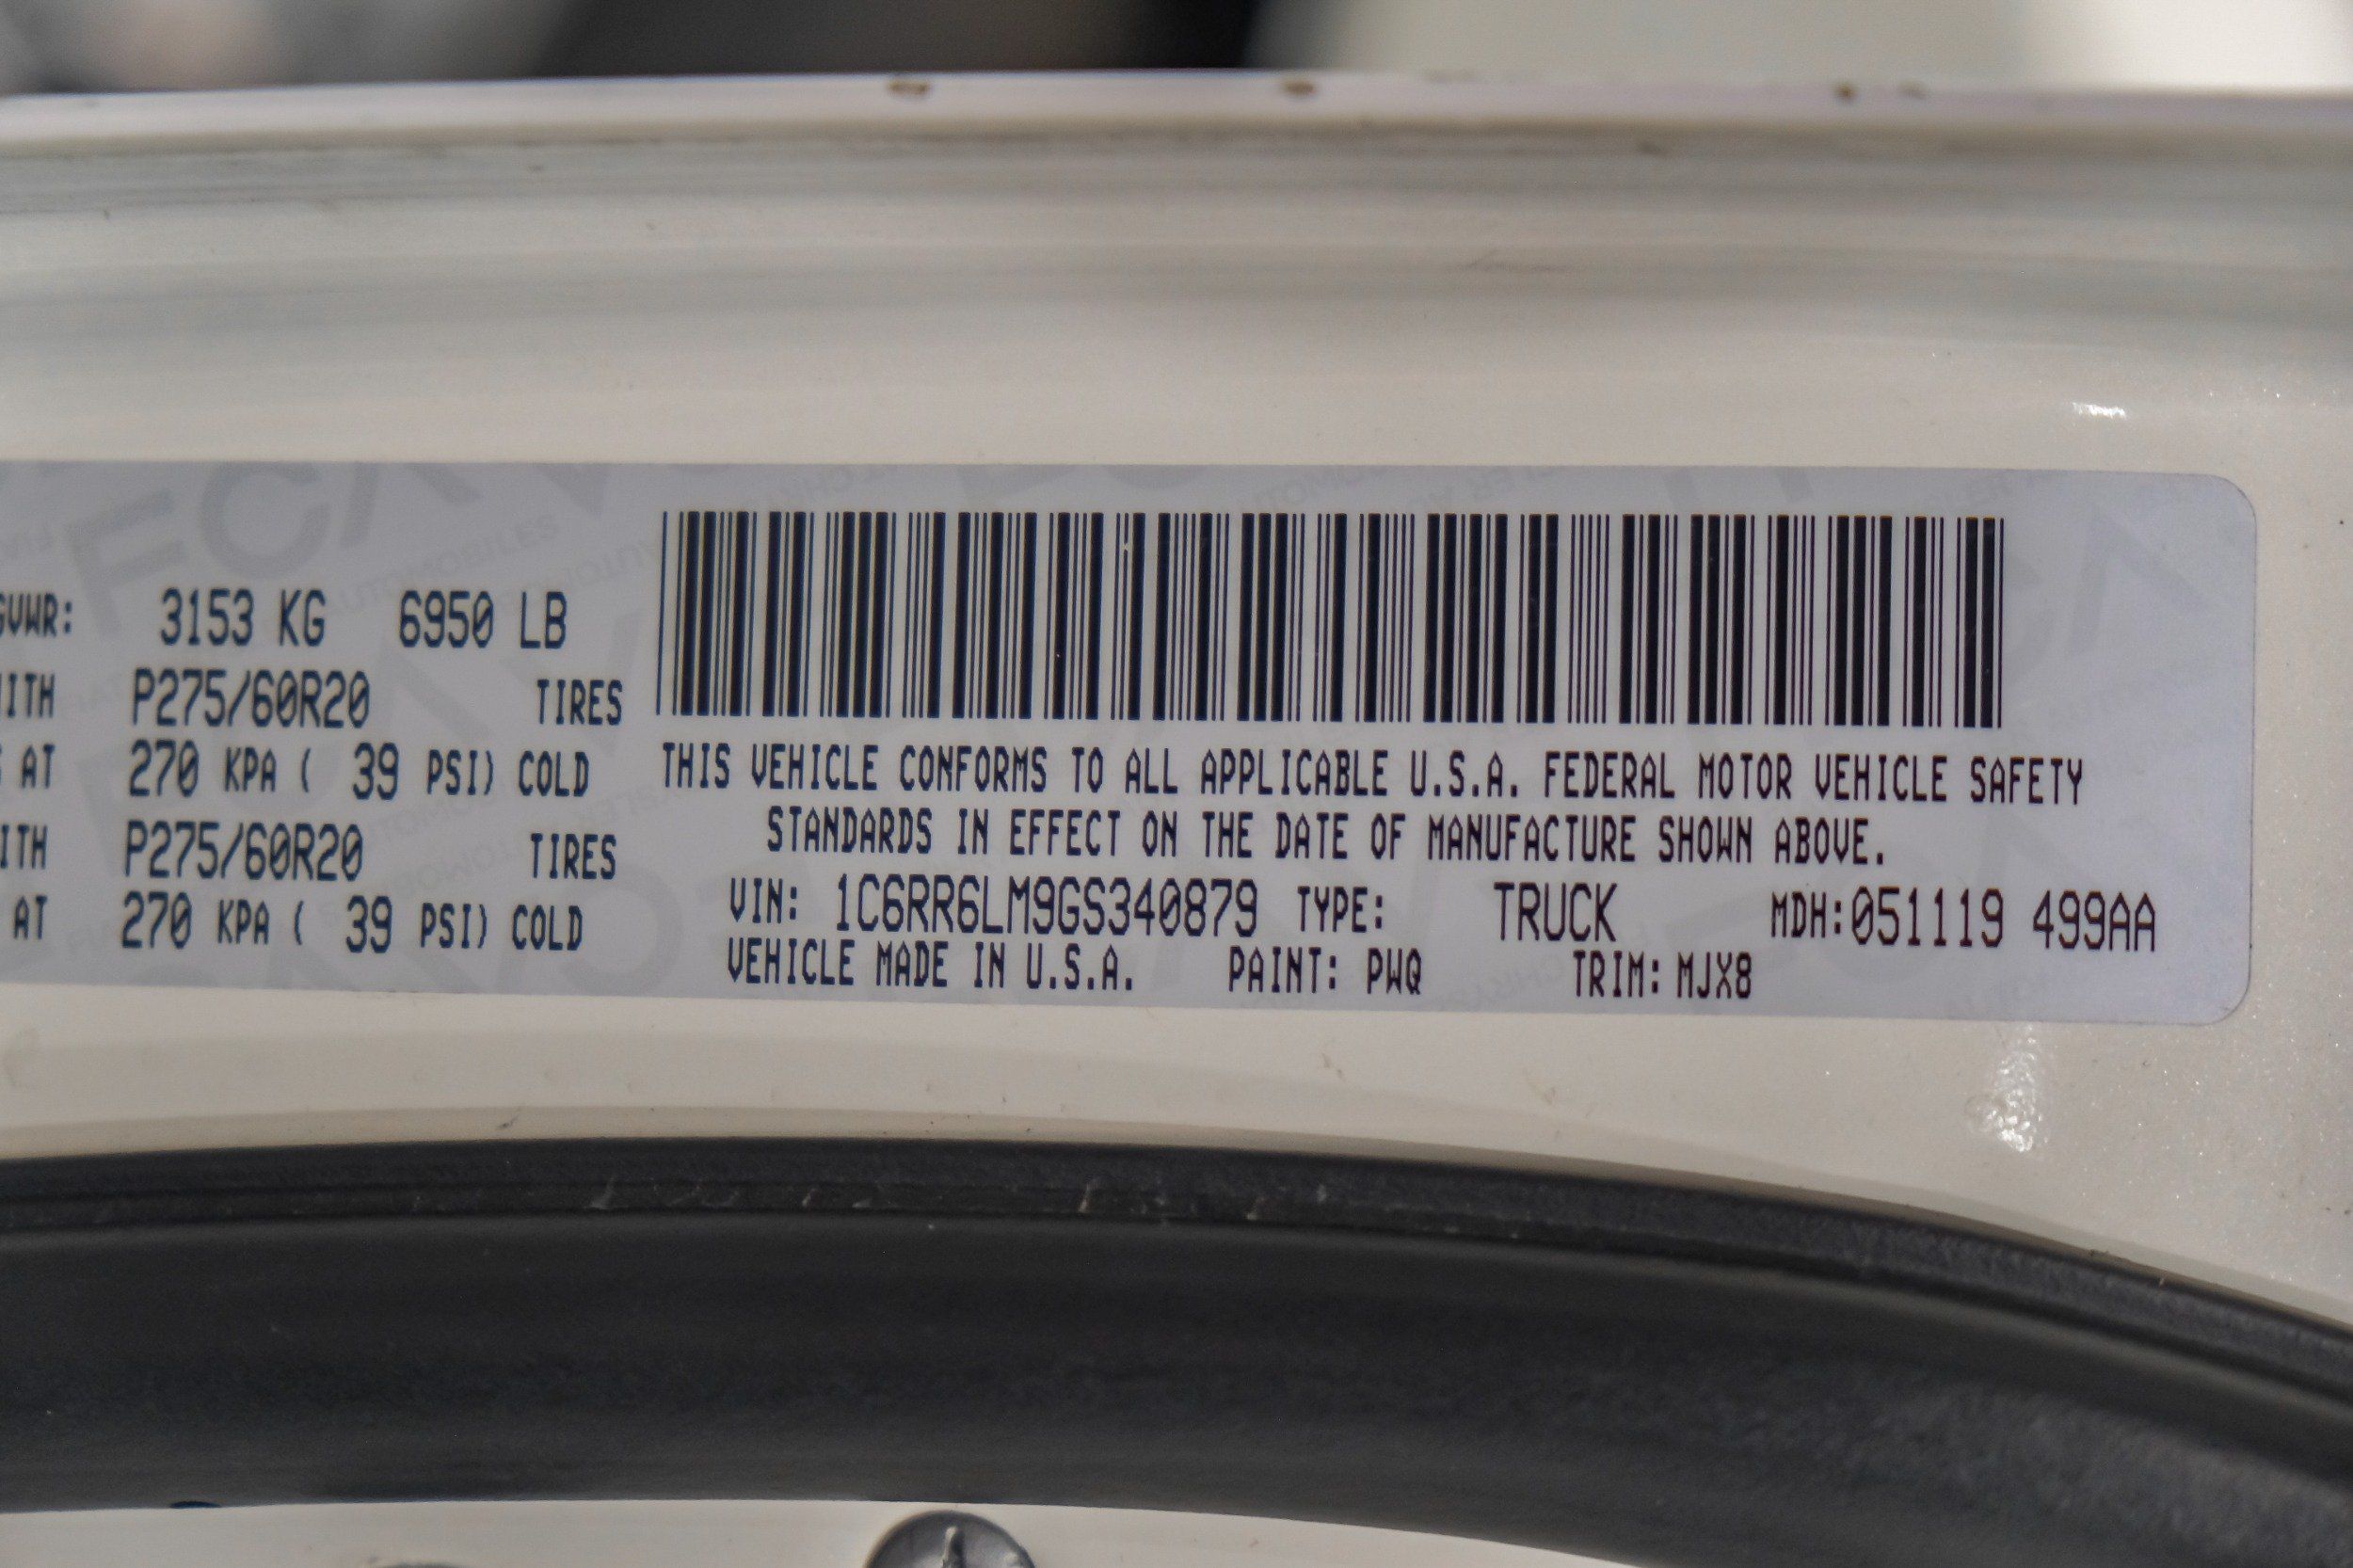 GVWR: 3153 KG 6950 LB
P275/60R20 TIRES
AT 270 KPA ( 39 PSI) COLD
P275/60R20 TIRES
AT 270 KPA ( 39 PSI) COLD
THIS VEHICLE CONFORMS TO ALL APPLICABLE U.S.A. FEDERAL MOTOR VEHICLE SAFETY
STANDARDS IN EFFECT ON THE DATE OF MANUFACTURE SHOWN ABOVE.
VIN: 1C6RR6LM9GS340879 TYPE: TRUCK MDH:051119 499AA
VEHICLE MADE IN U.S.A. PAINT: PWQ TRIM: MJX8